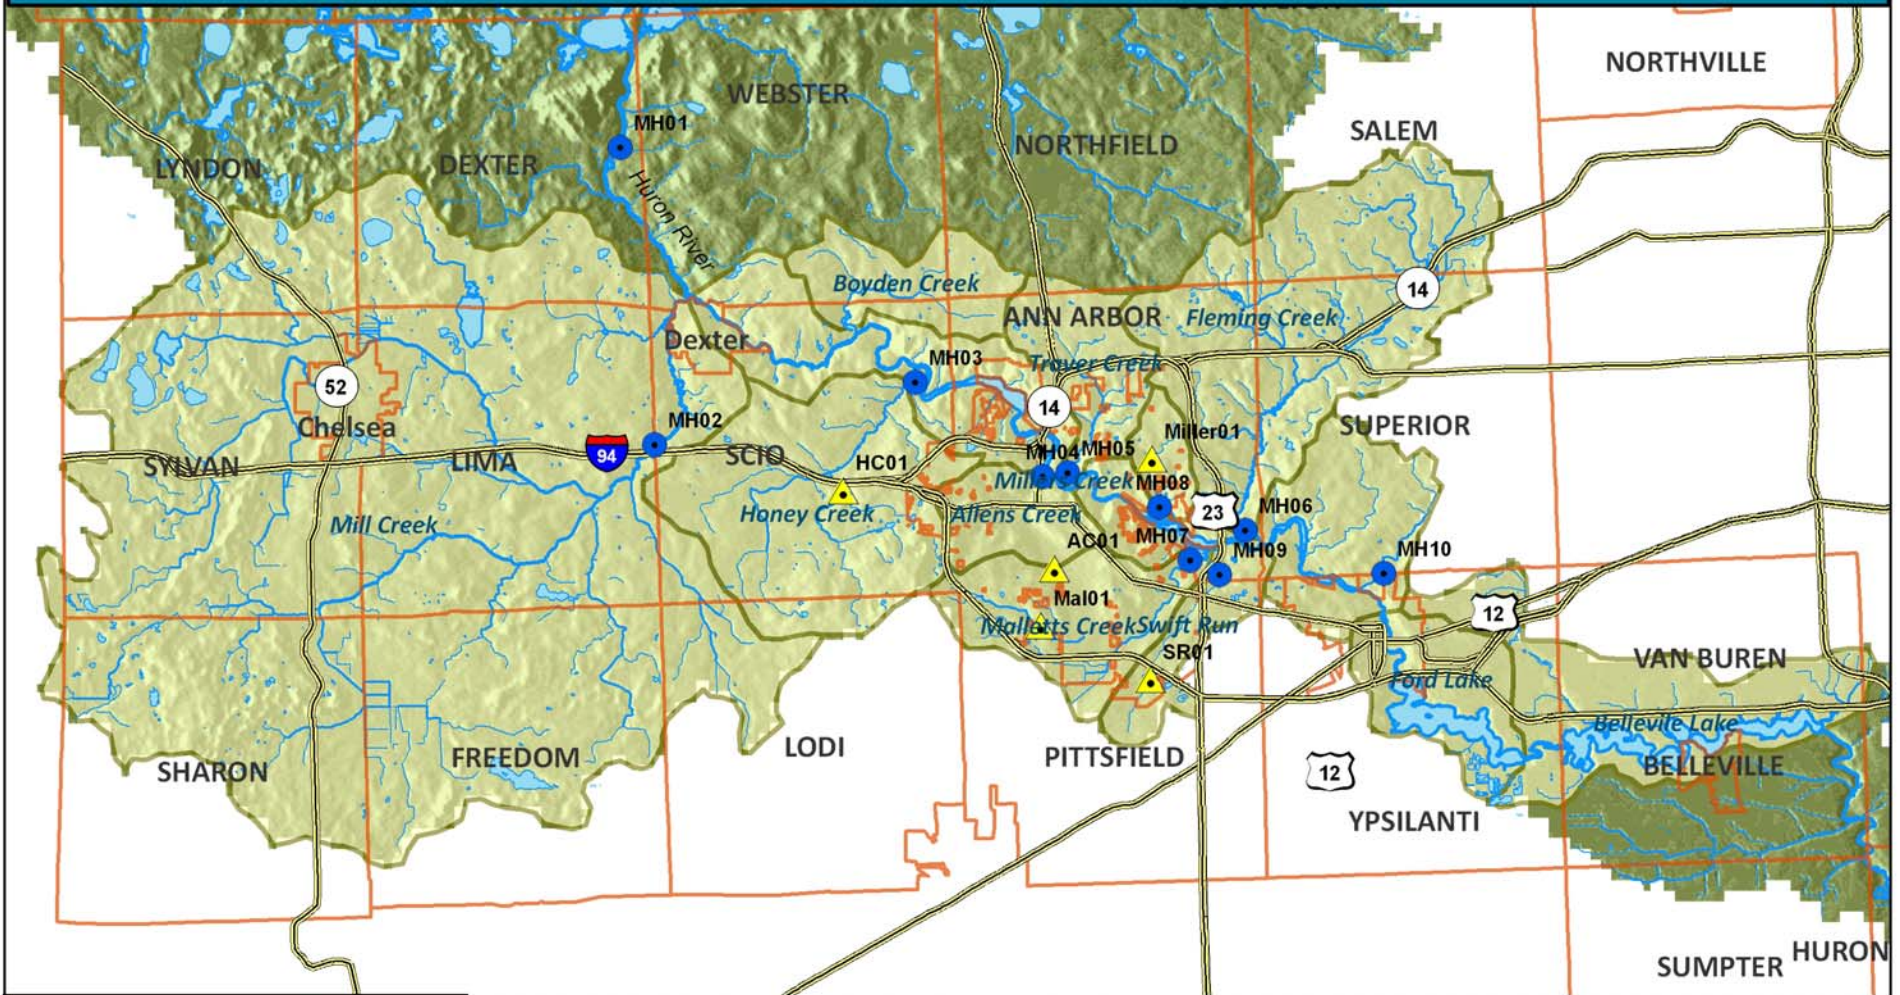 NORTHVILLE
WEBSTER
MH01
SALEM
NORTHFIELD
LYNDON
DEXTER
Huron River
Boyden Creek
14
ANN ARBOR
Fleming Creek
Dexter
MH03
Traver Creek
52
14
Chelsea
MH02
SUPERIOR
Miller01
SYLVAN
94
LIMA
SCIO
HC01
MH04
MH05
Millers Creek
MH08
Mill Creek
Honey Creek
Allens Creek
23
MH06
AC01
MH07
MH09
MH10
Mal01
12
Malletts Creek
Swift Run
SR01
VAN BUREN
Ford Lake
Bellevile Lake
SHARON
FREEDOM
LODI
PITTSFIELD
12
BELLEVILLE
YPSILANTI
SUMPTER
HURON